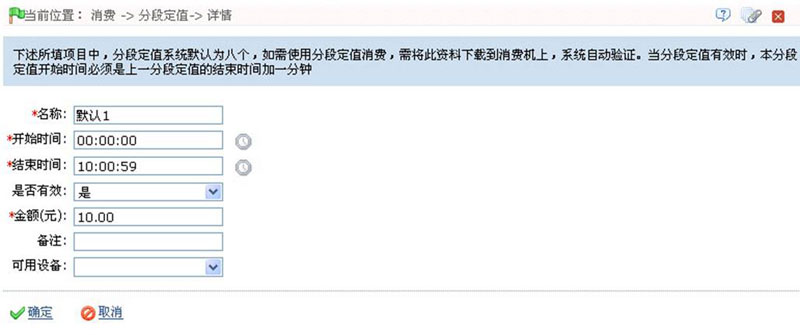 当前位置： 消费 -> 分段定值-> 详情
下述所填项目中，分段定值系统默认为八个，如需使用分段定值消费，需将此资料下载到消费机上，系统自动验证。当分段定值有效时，本分段
定值开始时间必须是上一分段定值的结束时间加一分钟
*名称： 默认1
*开始时间： 00:00:00
*结束时间： 10:00:59
是否有效： 是
*金额(元)： 10.00
备注：
可用设备：
确定 取消